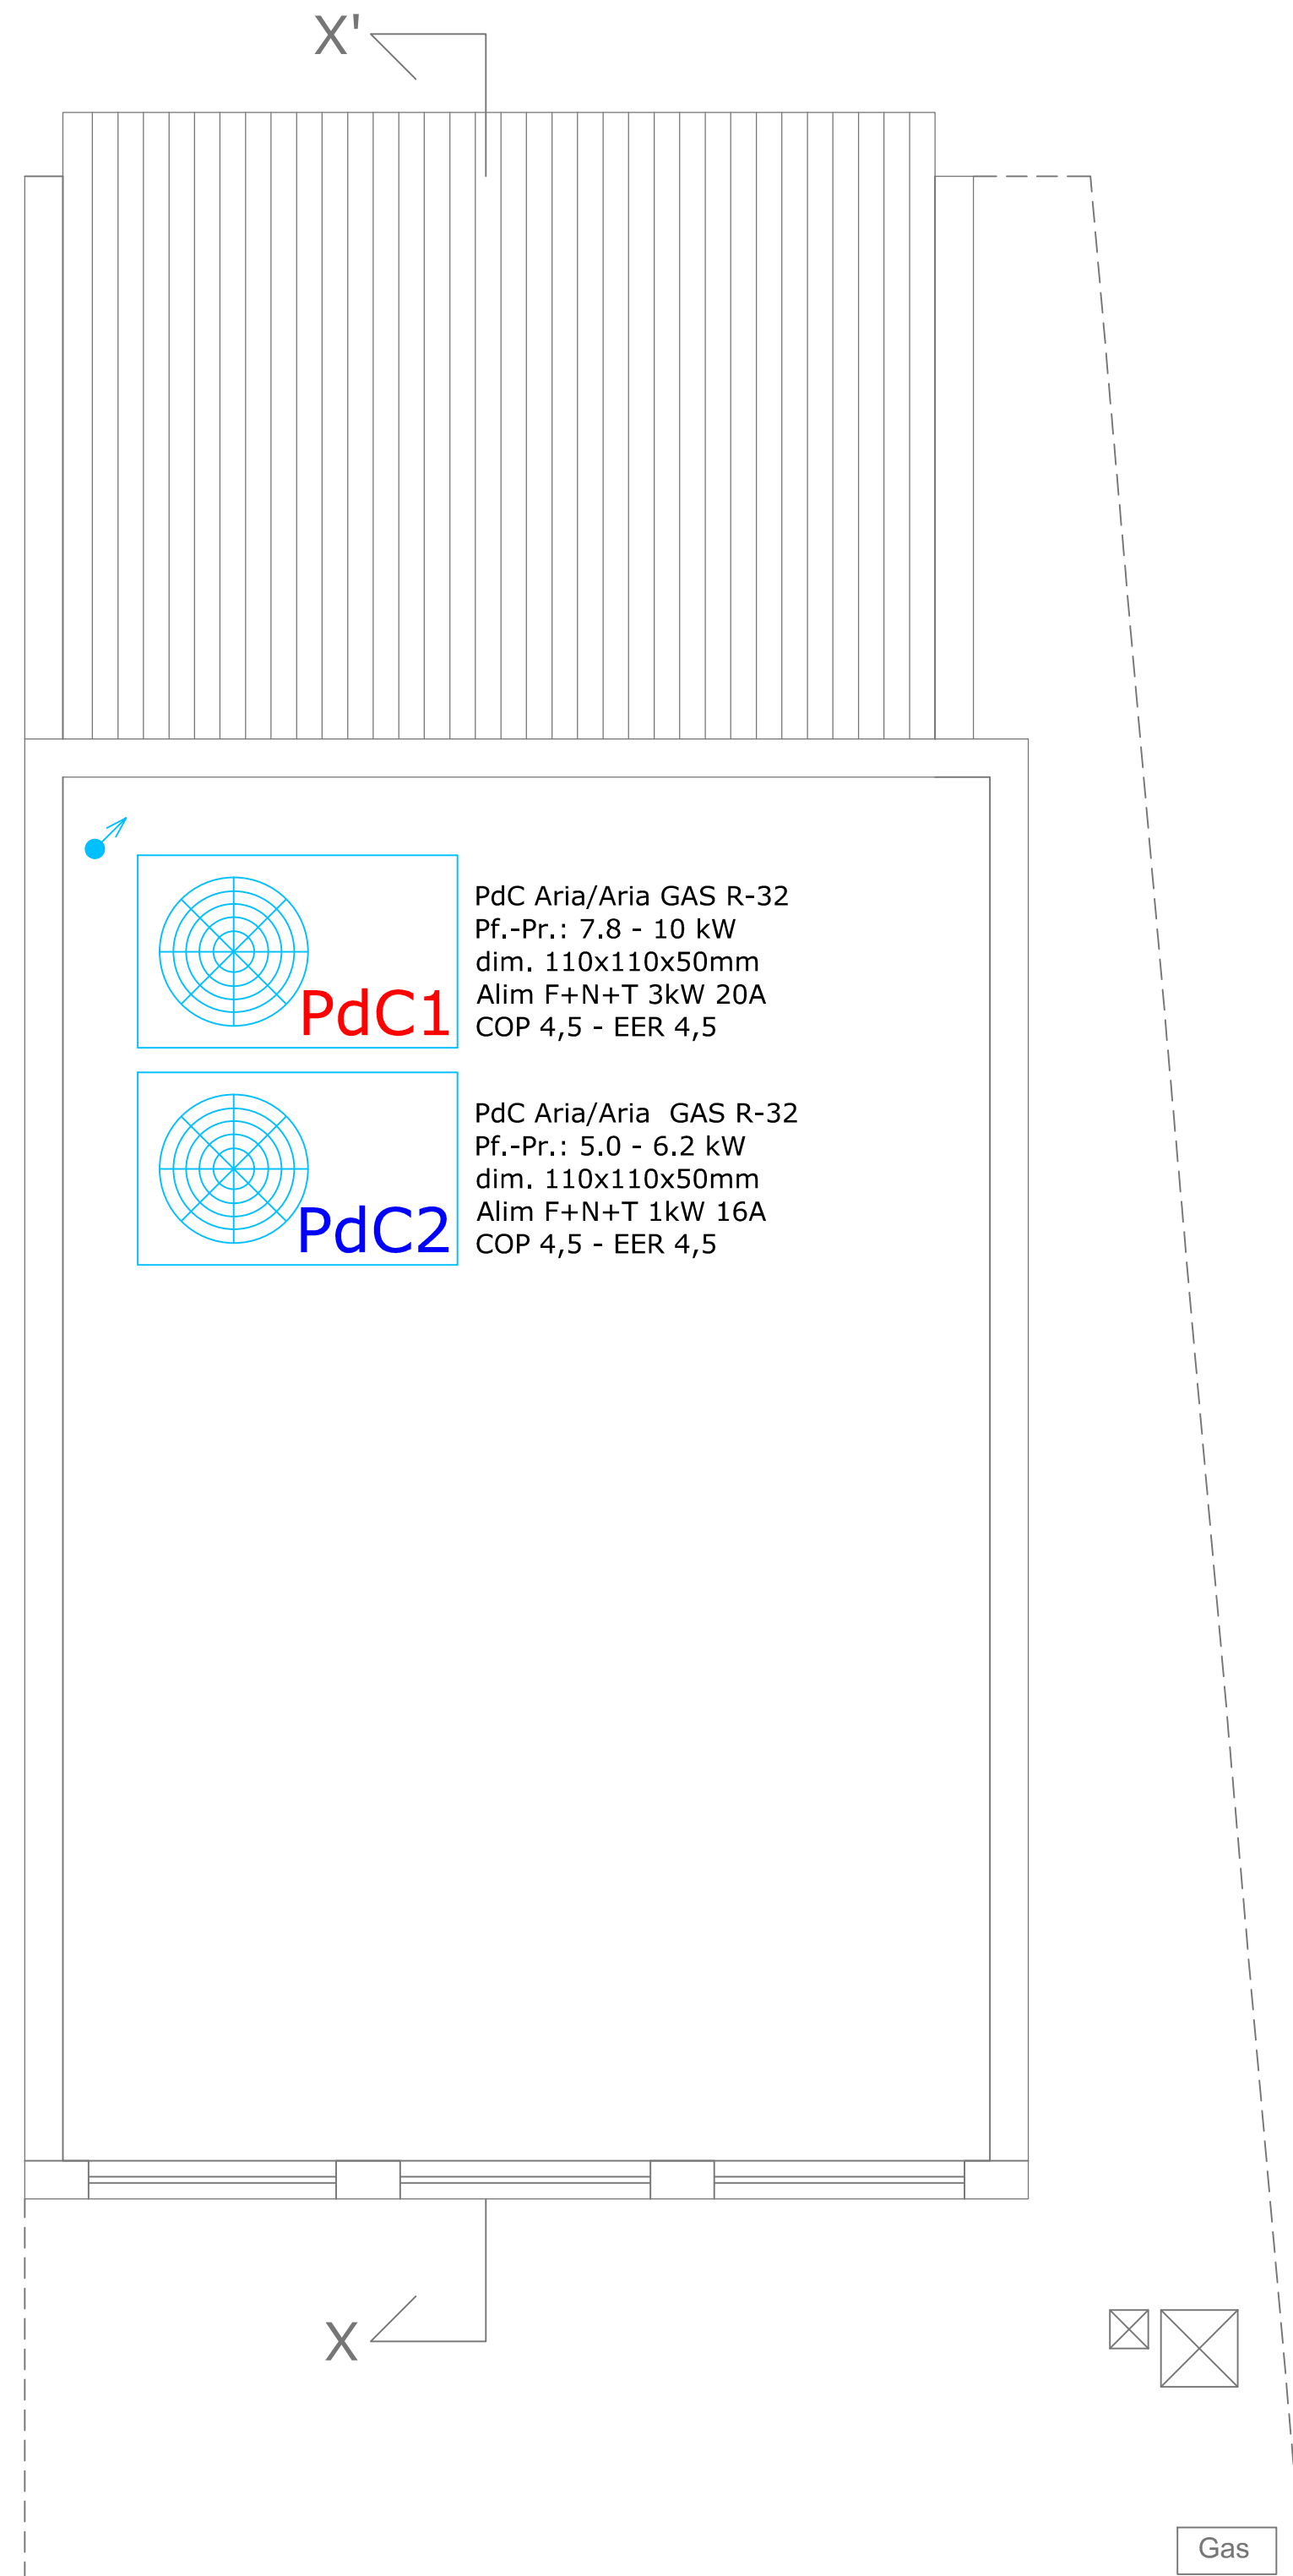 X'
PdC Aria/Aria GAS R-32
Pf.-Pr.: 7.8 - 10 kW
dim. 110x110x50mm
Alim F+N+T 3kW 20A
COP 4,5 - EER 4,5
PdC1
PdC Aria/Aria  GAS R-32
Pf.-Pr.: 5.0 - 6.2 kW
dim. 110x110x50mm
Alim F+N+T 1kW 16A
COP 4,5 - EER 4,5
PdC2
X
Gas